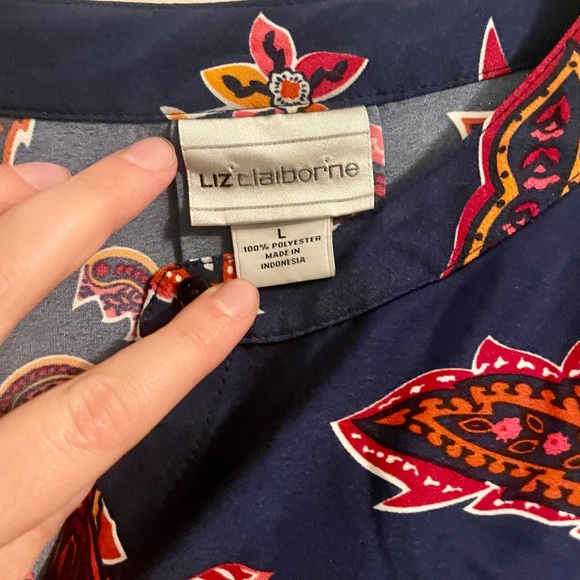 LIZ claiborne
L
100% POLYESTER
MADE IN
INDONESIA